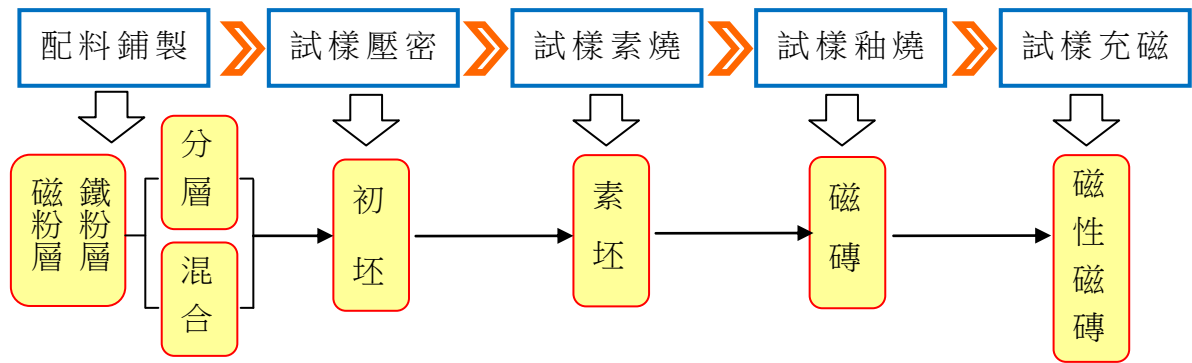 配料鋪製
試樣壓密
試樣素燒
試樣釉燒
試樣充磁
鐵粉層
磁粉層
分層
混合
初坯
素坯
磁磚
磁性磁磚